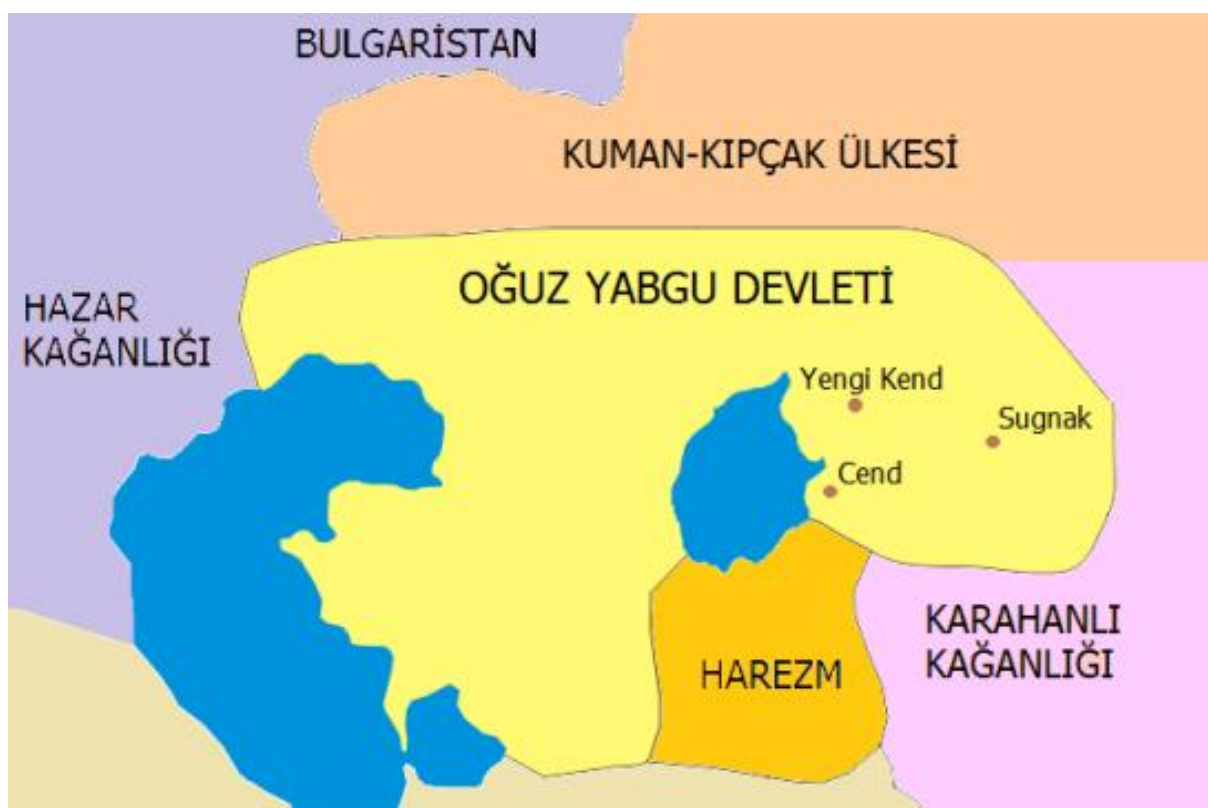 BULGARİSTAN
KUMAN-KIPÇAK ÜLKESİ
OĞUZ YABGU DEVLETİ
HAZAR
KAĞANLIĞI
Yengi Kend
Sugnak
Cend
KARAHANLI
KAĞANLIĞI
HAREZM